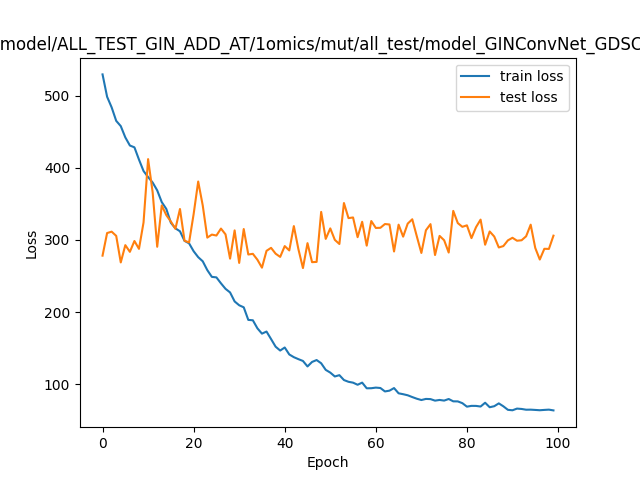 model/ALL_TEST_GIN_ADD_AT/1omics/mut/all_test/model_GINConvNet_GDSC
train loss
test loss
500
400
300
200
100
Loss
0
20
40
60
80
100
Epoch